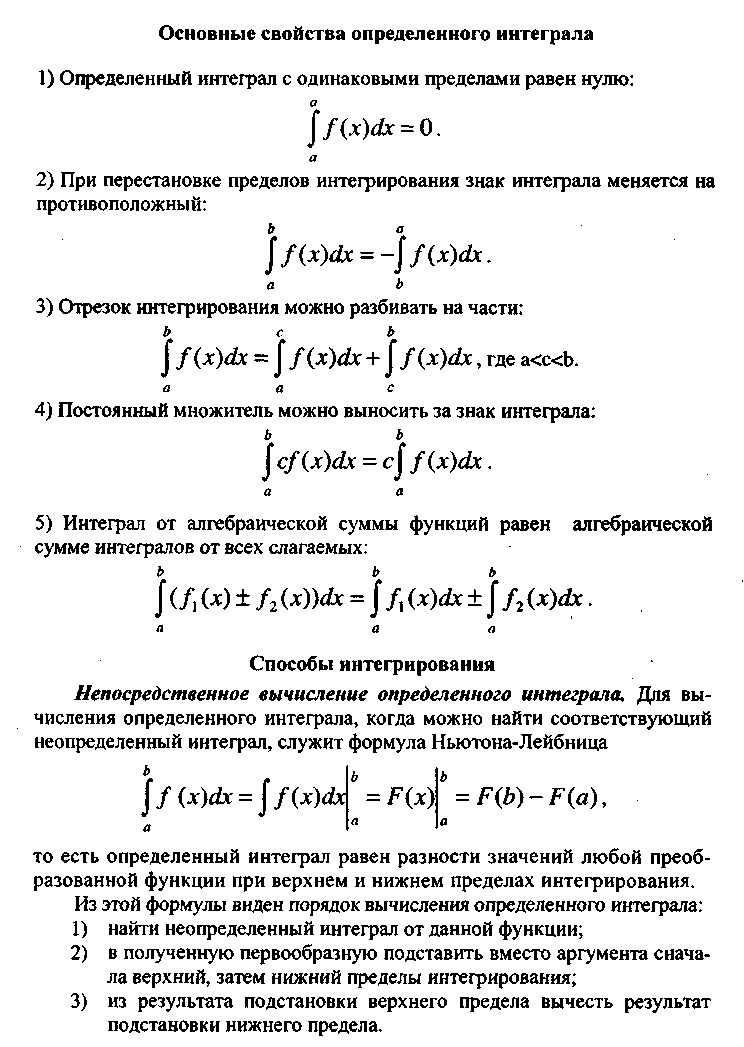 Основные свойства определенного интеграла
1) Определенный интеграл с одинаковыми пределами равен нулю:
∫_a^a f(x)dx = 0.
2) При перестановке пределов интегрирования знак интеграла меняется на
противоположный:
∫_a^b f(x)dx = -∫_b^a f(x)dx.
3) Отрезок интегрирования можно разбивать на части:
∫_a^b f(x)dx = ∫_a^c f(x)dx + ∫_c^b f(x)dx, где a<c<b.
4) Постоянный множитель можно выносить за знак интеграла:
∫_a^b cf(x)dx = c∫_a^b f(x)dx.
5) Интеграл от алгебраической суммы функций равен алгебраической
сумме интегралов от всех слагаемых:
∫_a^b (f₁(x) ± f₂(x))dx = ∫_a^b f₁(x)dx ± ∫_a^b f₂(x)dx.
Способы интегрирования
Непосредственное вычисление определенного интеграла. Для вы-
числения определенного интеграла, когда можно найти соответствующий
неопределенный интеграл, служит формула Ньютона-Лейбница
∫_a^b f (x)dx = ∫ f(x)dx|_a^b = F(x)|_a^b = F(b) − F(a),
то есть определенный интеграл равен разности значений любой преоб-
разованной функции при верхнем и нижнем пределах интегрирования.
Из этой формулы виден порядок вычисления определенного интеграла:
1) найти неопределенный интеграл от данной функции;
2) в полученную первообразную подставить вместо аргумента снача-
ла верхний, затем нижний пределы интегрирования;
3) из результата подстановки верхнего предела вычесть результат
подстановки нижнего предела.